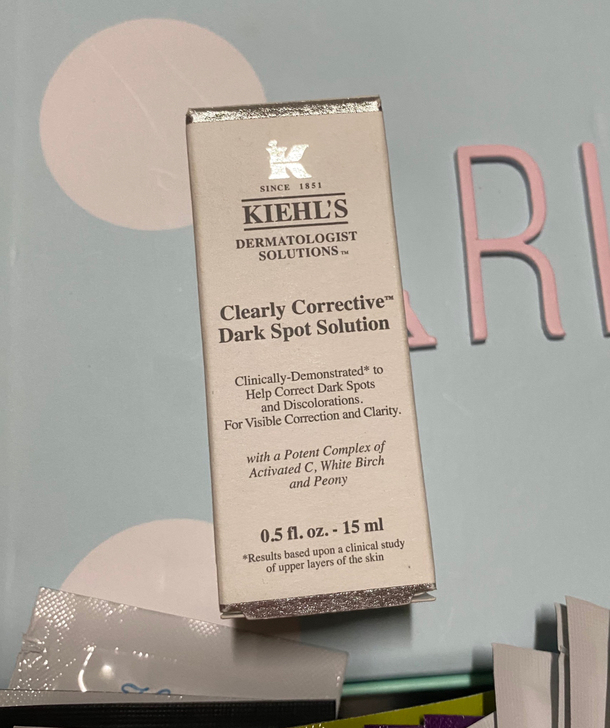 K
SINCE 1851
KIEHL'S
DERMATOLOGIST
SOLUTIONS™
Clearly Corrective™
Dark Spot Solution
Clinically-Demonstrated* to
Help Correct Dark Spots
and Discolorations.
For Visible Correction and Clarity.
with a Potent Complex of
Activated C, White Birch
and Peony
0.5 fl. oz. - 15 ml
*Results based upon a clinical study
of upper layers of the skin
RI